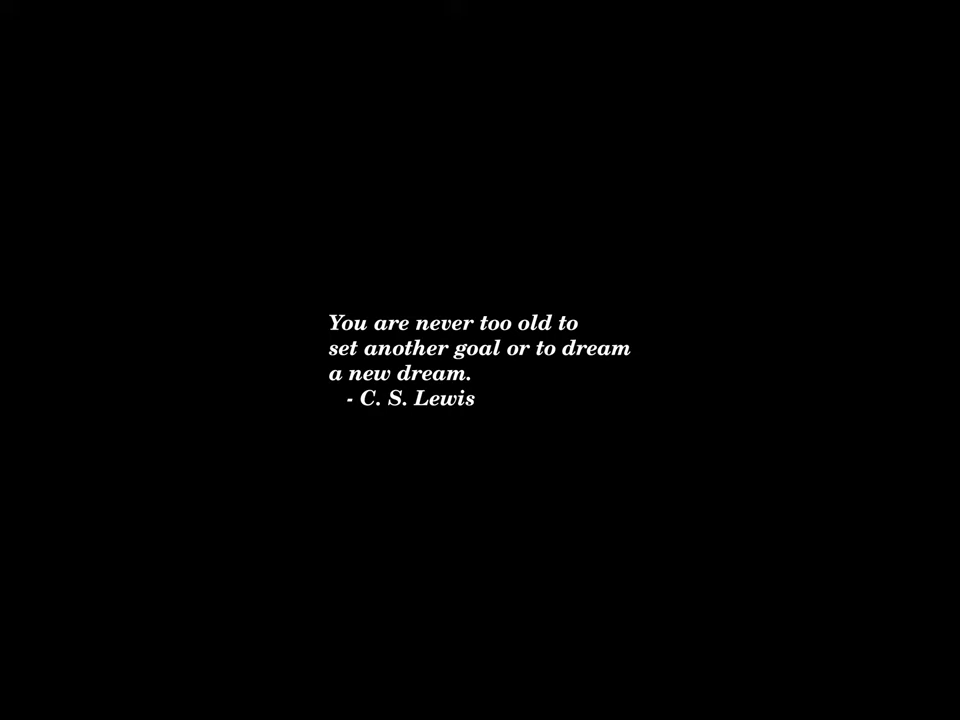 You are never too old to
set another goal or to dream
a new dream.
- C. S. Lewis